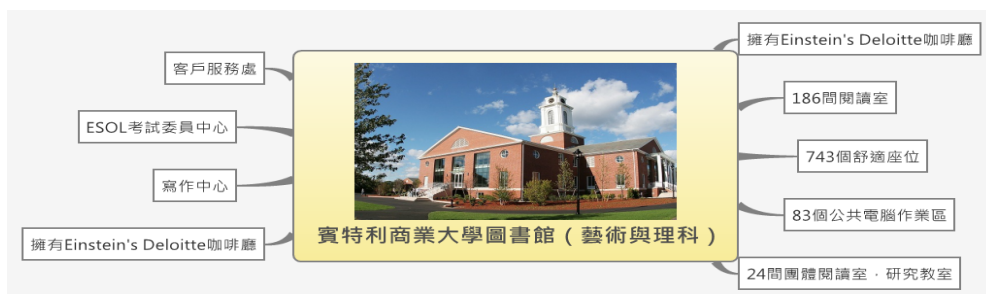 擁有Einstein's Deloitte咖啡廳
客戶服務處
186間閱讀室
ESOL考試委員中心
743個舒適座位
寫作中心
83個公共電腦作業區
賓特利商業大學圖書館（藝術與理科）
擁有Einstein's Deloitte咖啡廳
24間團體閱讀室．研究教室